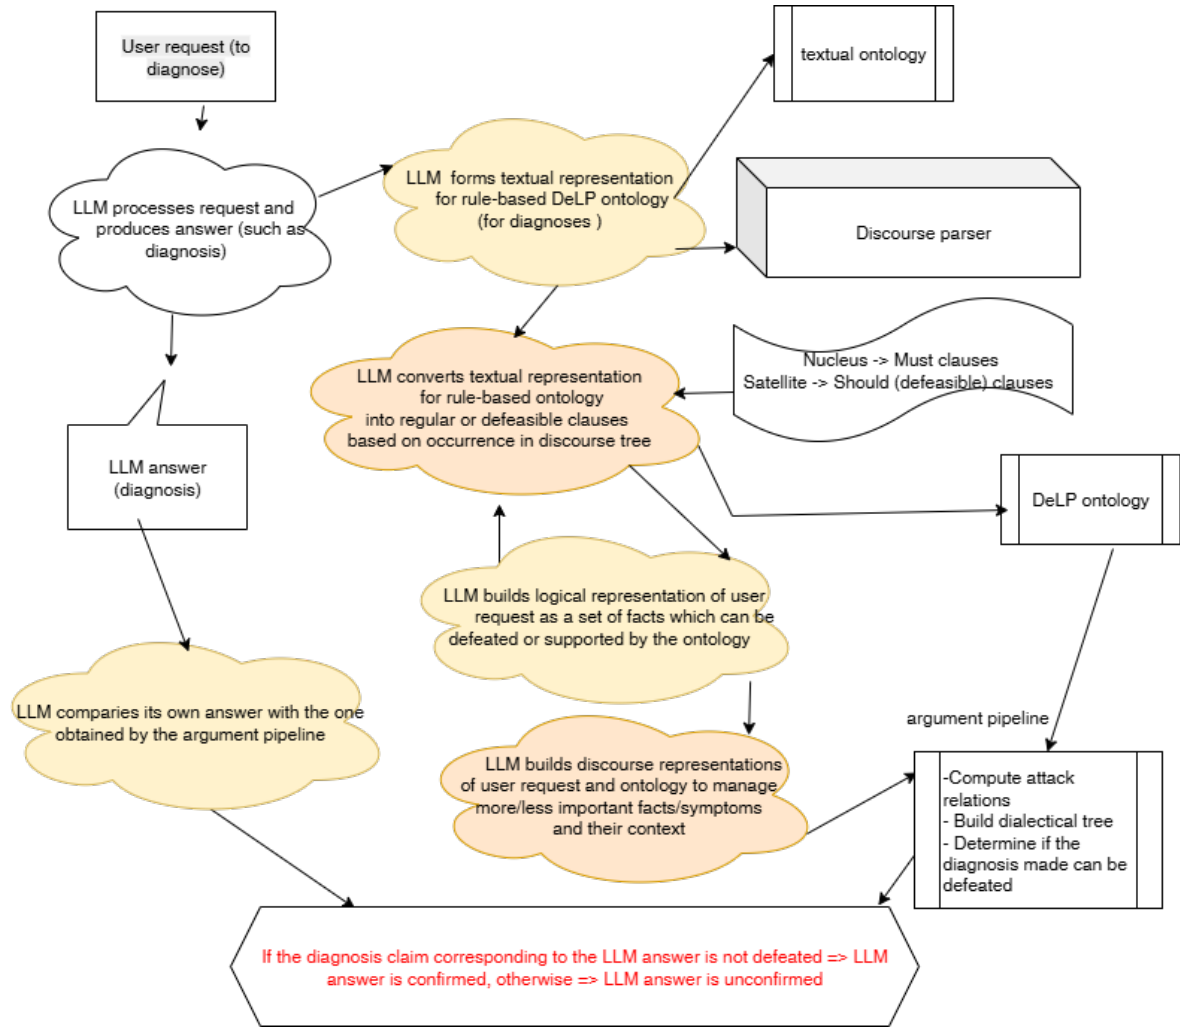 User request (to
diagnose)
textual ontology
LLM processes request and
produces answer (such as
diagnosis)
LLM  forms textual representation
for rule-based DeLP ontology
(for diagnoses )
Discourse parser
Nucleus -> Must clauses
Satellite -> Should (defeasible) clauses
LLM converts textual representation
for rule-based ontology
into regular or defeasible clauses
based on occurrence in discourse tree
LLM answer
(diagnosis)
DeLP ontology
LLM builds logical representation of user
request as a set of facts which can be
defeated or supported by the ontology
LLM comparies its own answer with the one
obtained by the argument pipeline
argument pipeline
LLM builds discourse representations
of user request and ontology to manage
more/less important facts/symptoms
and their context
-Compute attack
relations
- Build dialectical tree
- Determine if the
diagnosis made can be
defeated
If the diagnosis claim corresponding to the LLM answer is not defeated => LLM
answer is confirmed, otherwise => LLM answer is unconfirmed